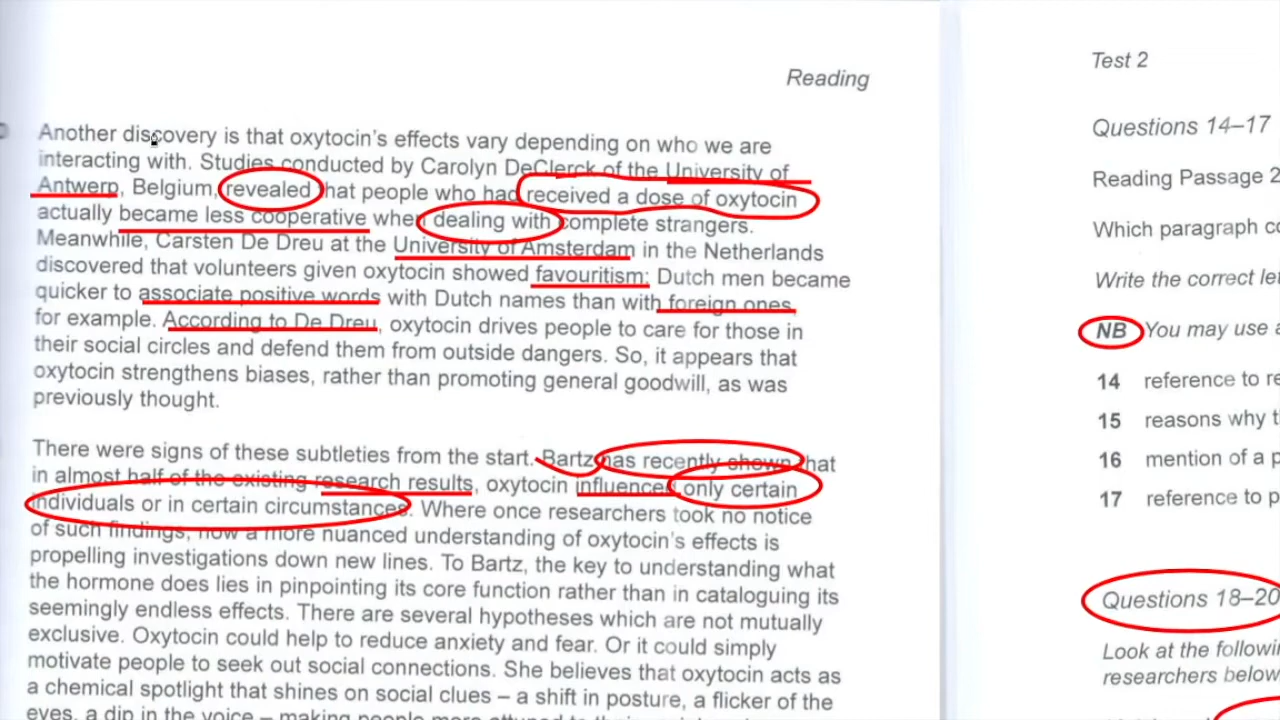 Reading
Another discovery is that oxytocin's effects vary depending on who we are
interacting with. Studies conducted by Carolyn DeClerck of the University of
Antwerp, Belgium, revealed that people who had received a dose of oxytocin
actually became less cooperative when dealing with complete strangers.
Meanwhile, Carsten De Dreu at the University of Amsterdam in the Netherlands
discovered that volunteers given oxytocin showed favouritism: Dutch men became
quicker to associate positive words with Dutch names than with foreign ones,
for example. According to De Dreu, oxytocin drives people to care for those in
their social circles and defend them from outside dangers. So, it appears that
oxytocin strengthens biases, rather than promoting general goodwill, as was
previously thought.
There were signs of these subtleties from the start. Bartz has recently shown that
in almost half of the existing research results, oxytocin influenced only certain
individuals or in certain circumstances. Where once researchers took no notice
of such findings, now a more nuanced understanding of oxytocin's effects is
propelling investigations down new lines. To Bartz, the key to understanding what
the hormone does lies in pinpointing its core function rather than in cataloguing its
seemingly endless effects. There are several hypotheses which are not mutually
exclusive. Oxytocin could help to reduce anxiety and fear. Or it could simply
motivate people to seek out social connections. She believes that oxytocin acts as
a chemical spotlight that shines on social clues – a shift in posture, a flicker of the
eyes, a dip in the voice – making people more attuned to their
Test 2
Questions 14–17
Reading Passage 2
Which paragraph
Write the correct
NB You may use
14 reference to
15 reasons why
16 mention of a
17 reference to
Questions 18–20
Look at the
researchers below